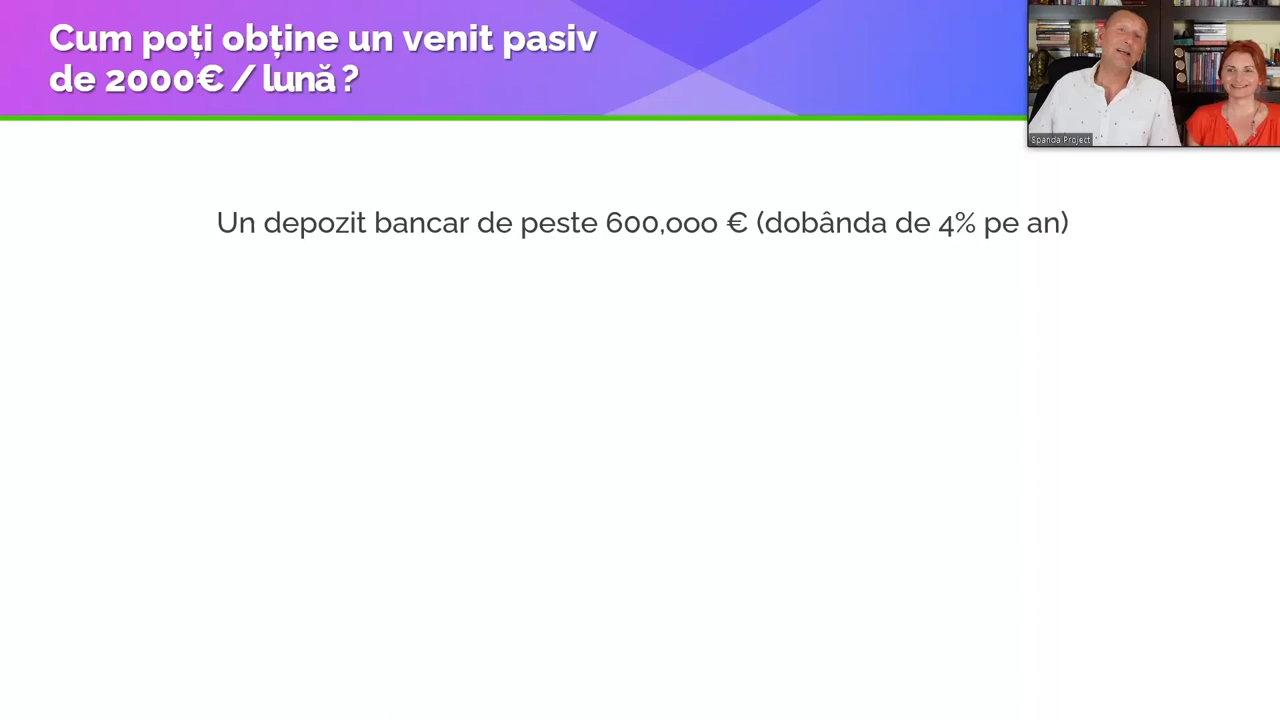 Cum poți obține un venit pasiv
de 2000€ / lună ?
Spanda Project
Un depozit bancar de peste 600,000 € (dobânda de 4% pe an)